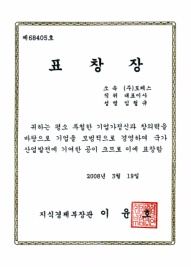 제68405호
표 창 장
소 속 (주)포헤스
직 위 대표이사
성 명 임 철 규
귀하는 평소 투철한 기업가정신과 창의력을
바탕으로 기업을 모범적으로 경영하여 국가
산업발전에 기여한 공이 크므로 이에 표창함
2008년 3월 19일
지식경제부장관 이 윤 호